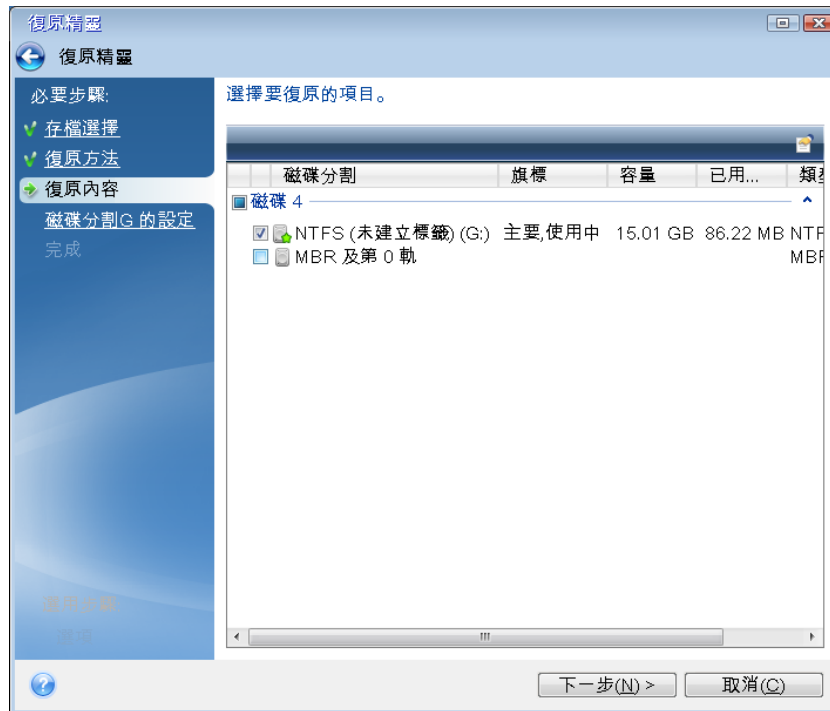 復原精靈
復原精靈
必要步驟:
存檔選擇
復原方法
復原內容
磁碟分割G 的設定
完成
選擇要復原的項目。
磁碟分割 旗標 容量 已用... 類型
磁碟 4
NTFS (未建立標籤) (G:) 主要,使用中 15.01 GB 86.22 MB NTF
MBR 及第 0 軌 MBF
下一步(N) > 取消(C)